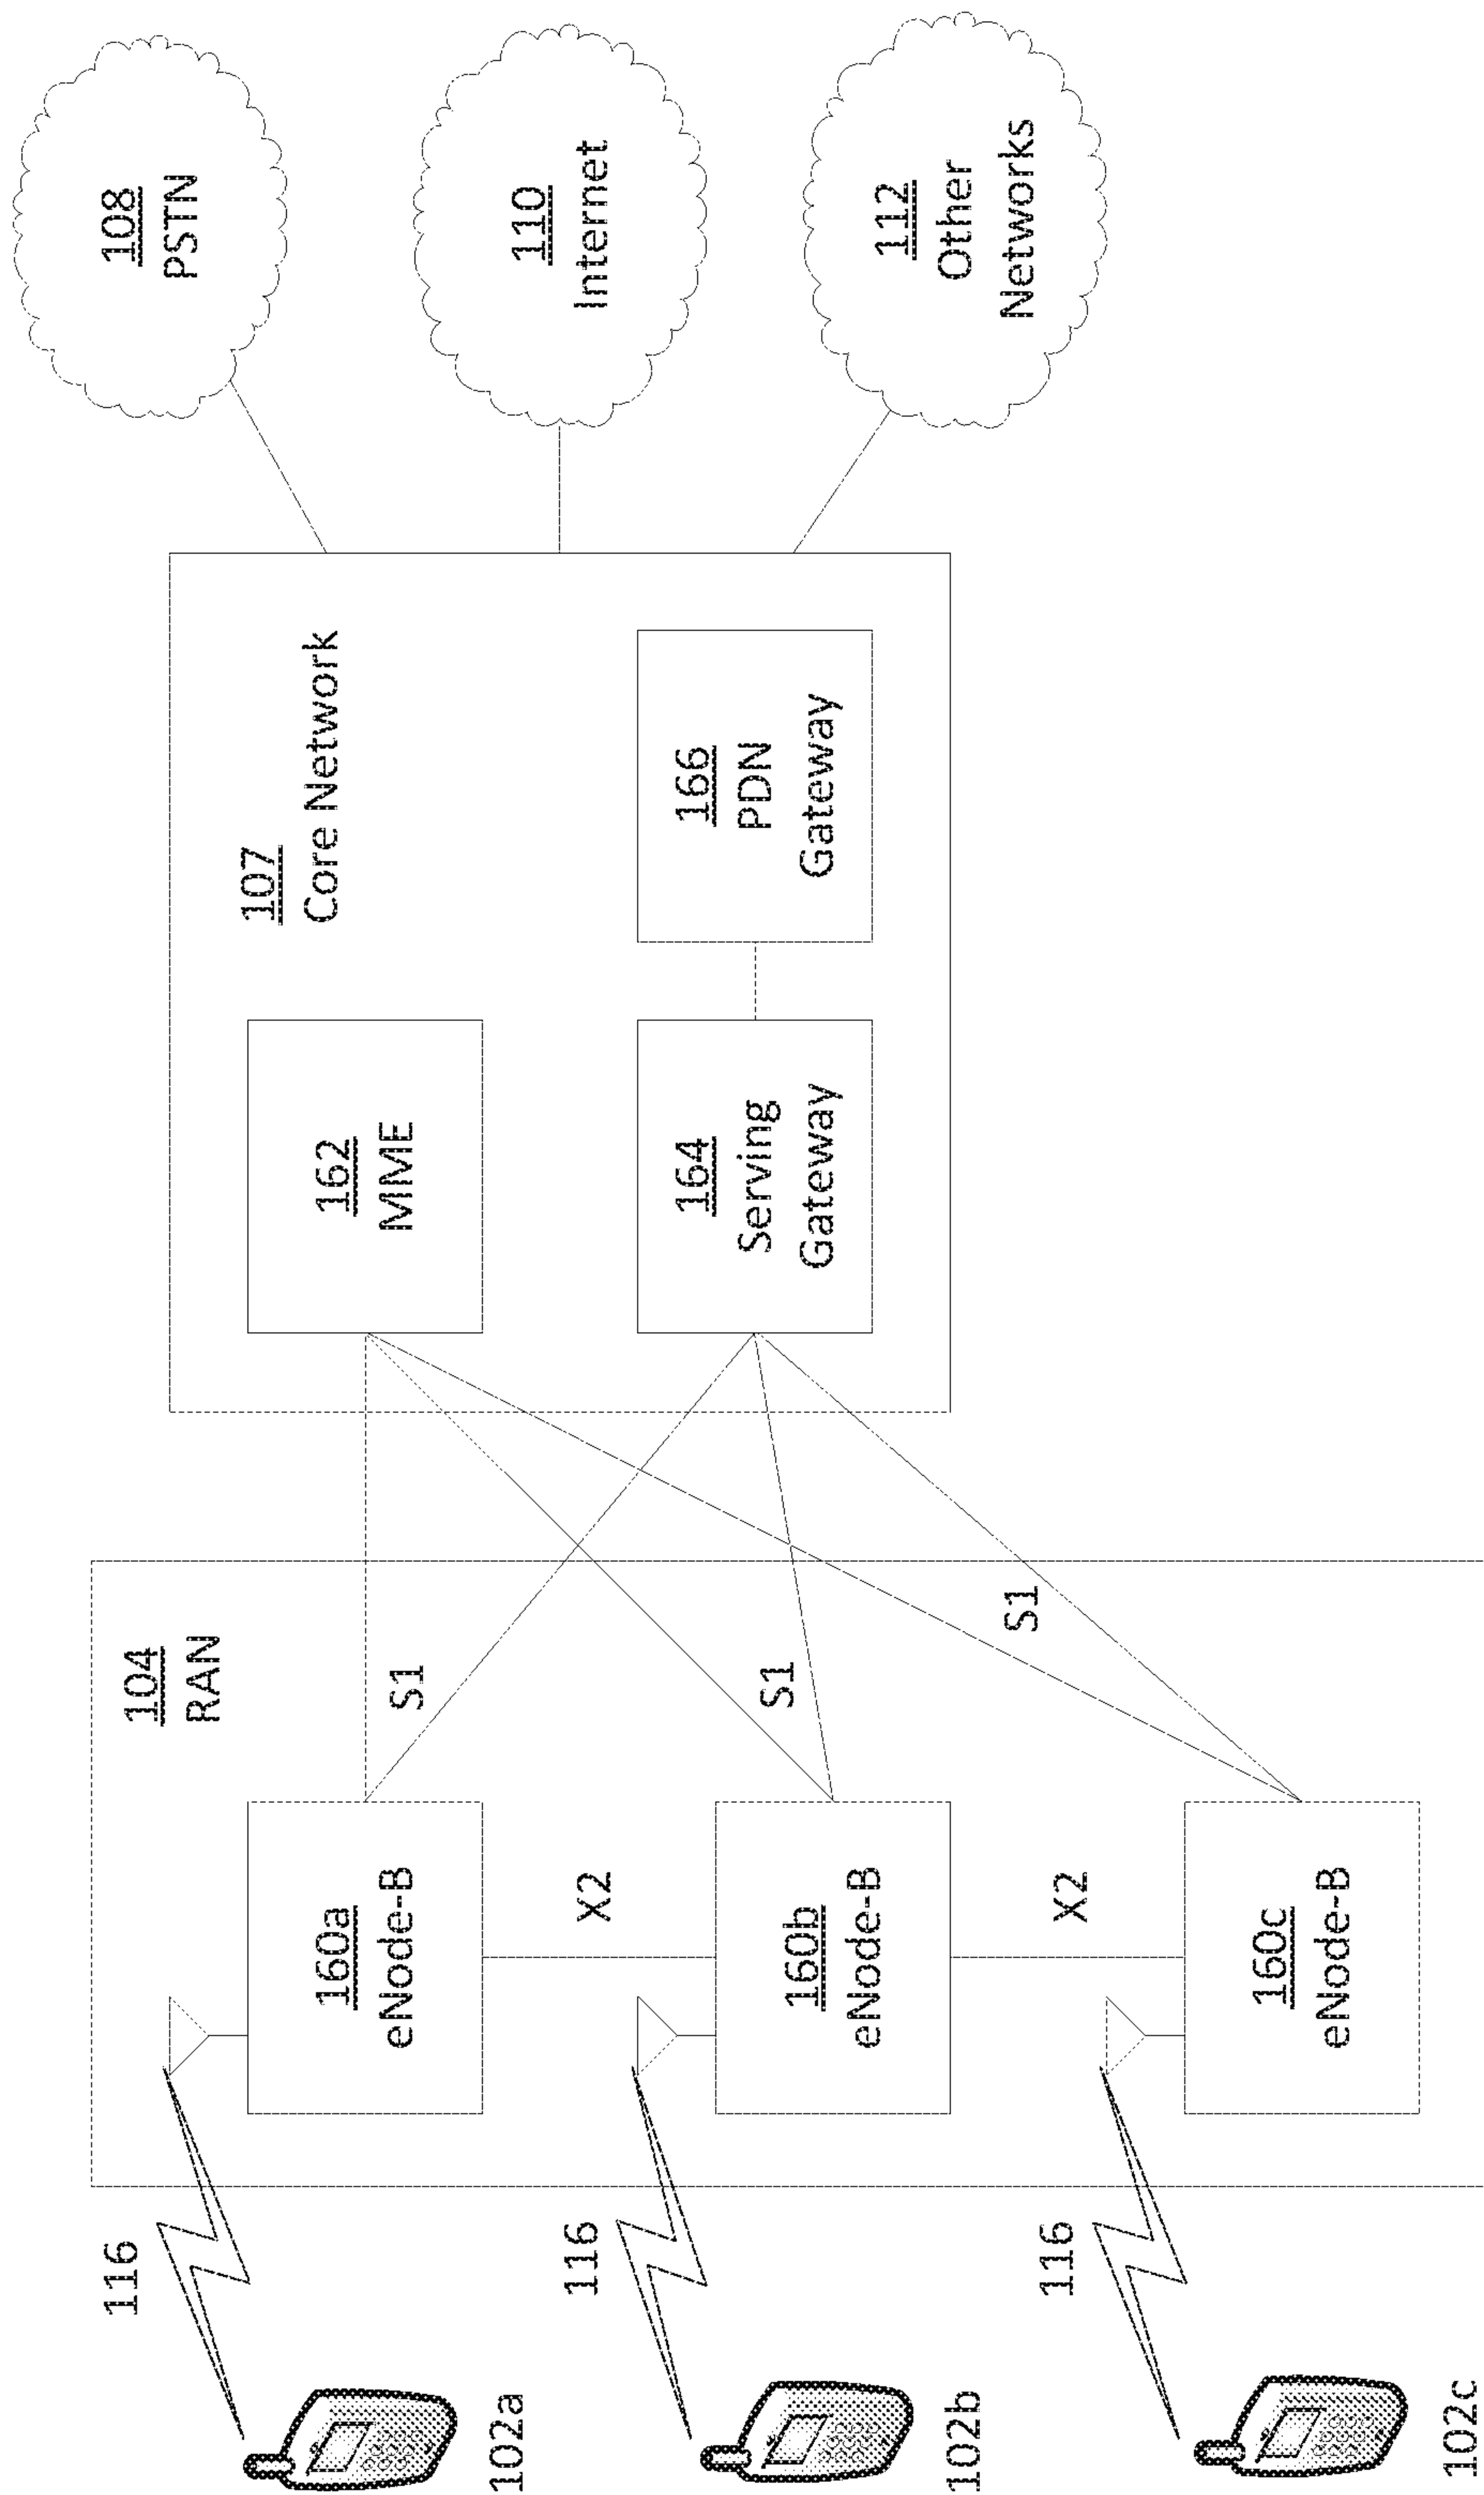 102a
116
104
RAN
160a
eNode-B
S1
X2
102b
116
160b
eNode-B
S1
X2
102c
116
160c
eNode-B
S1
107
Core Network
162
MME
164
Serving
Gateway
166
PDN
Gateway
108
PSTN
110
Internet
112
Other
Networks